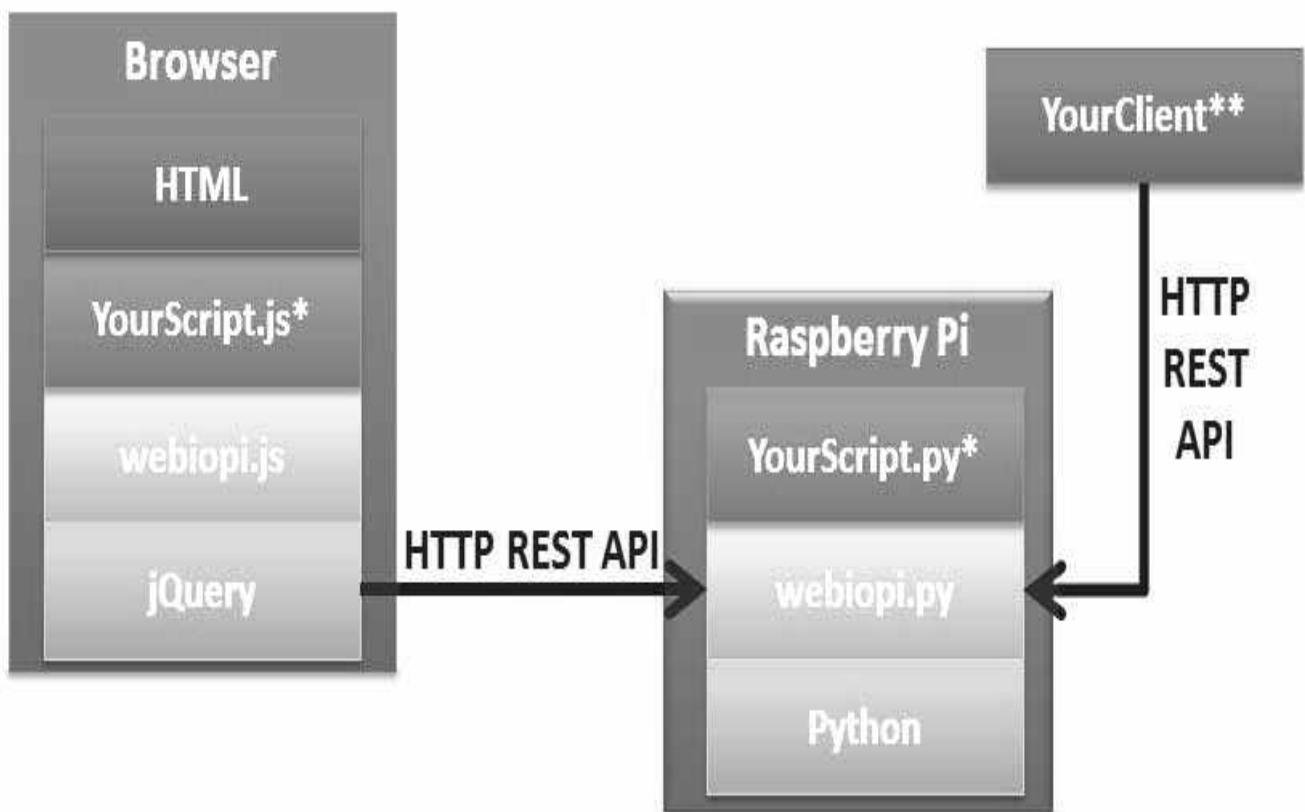 Browser
HTML
YourScript.js*
webiopi.js
jQuery
HTTP REST API
Raspberry Pi
YourScript.py*
webiopi.py
Python
YourClient**
HTTP
REST
API